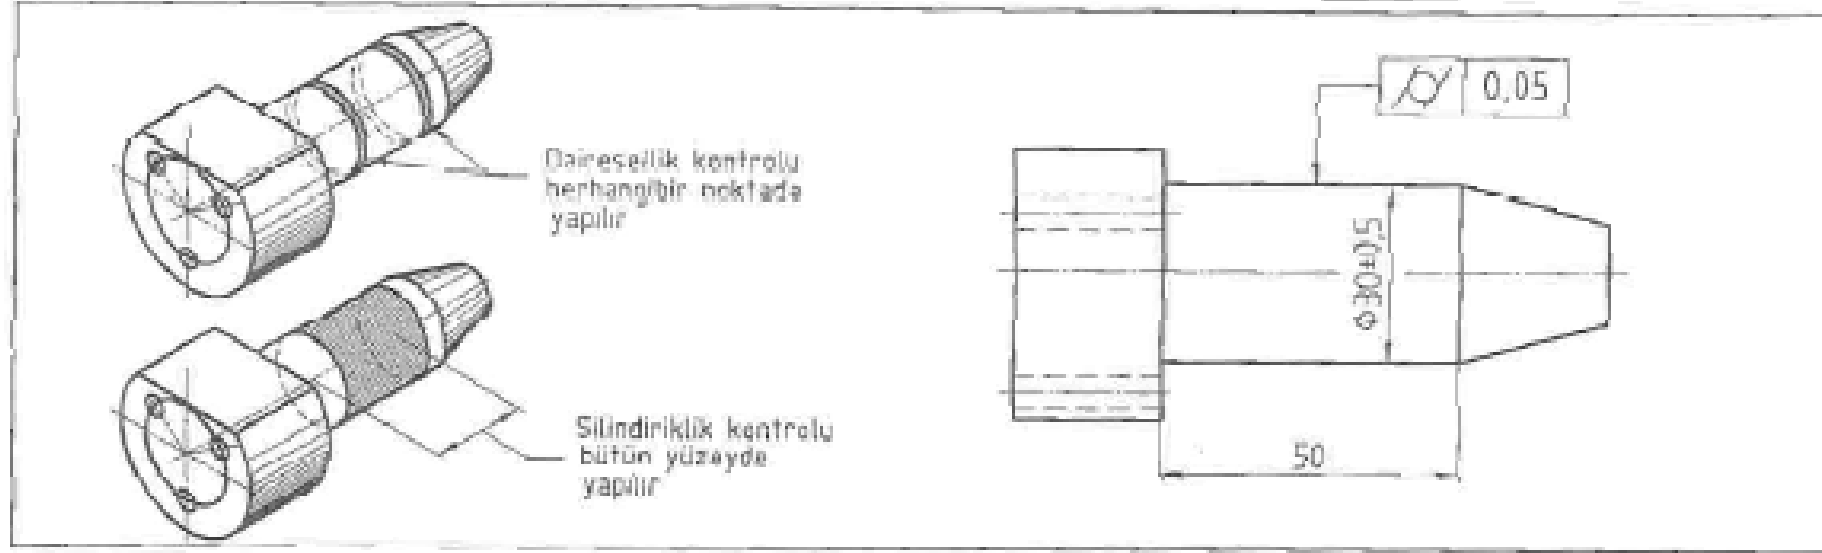 Dairesellik kontrolu
herhangibir noktada
yapılır
Silindiriklik kontrolu
bütün yüzeyde
yapılır
0,05
ϕ30±0,5
50